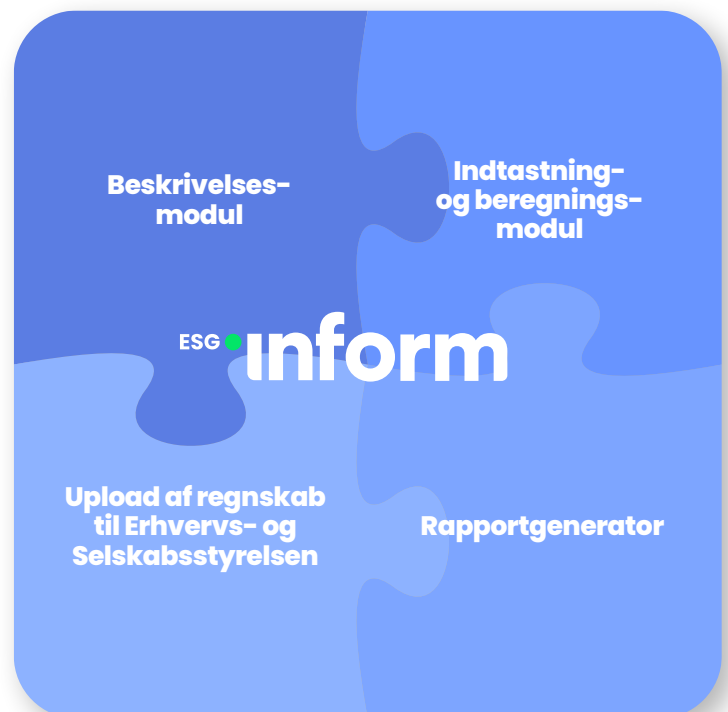 Beskrivelses-
modul
Indtastning-
og beregnings-
modul
ESG inform
Upload af regnskab
til Erhvervs- og
Selskabsstyrelsen
Rapportgenerator